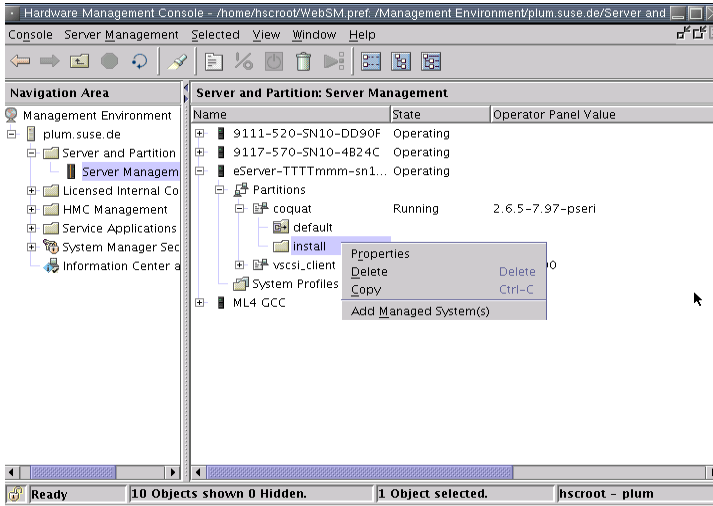 Hardware Management Console - /home/hscroot/WebSM.pref: /Management Environment/plum.suse.de/Server and
Console Server Management Selected View Window Help
Navigation Area
Management Environment
plum.suse.de
Server and Partition
Server Managem
Licensed Internal Co
HMC Management
Service Applications
System Manager Sec
Information Center a
Server and Partition: Server Management
Name State Operator Panel Value
9111-520-SN10-DD90F Operating
9117-570-SN10-4B24C Operating
eServer-TTTTmmm-sn1... Operating
Partitions
coquat Running 2.6.5-7.97-pseri
default
install
vscsi_client
System Profiles
ML4 GCC
Properties
Delete Delete
Copy Ctrl-C
Add Managed System(s)
Ready 10 Objects shown 0 Hidden. 1 Object selected. hscroot - plum